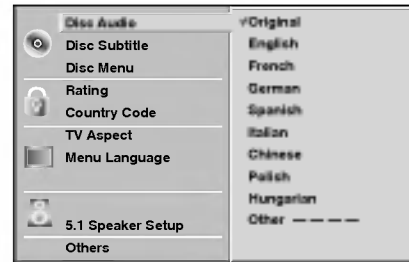 Disc Audio
Disc Subtitle
Disc Menu
Rating
Country Code
TV Aspect
Menu Language
5.1 Speaker Setup
Others
√Original
English
French
German
Spanish
Italian
Chinese
Polish
Hungarian
Other — — — —